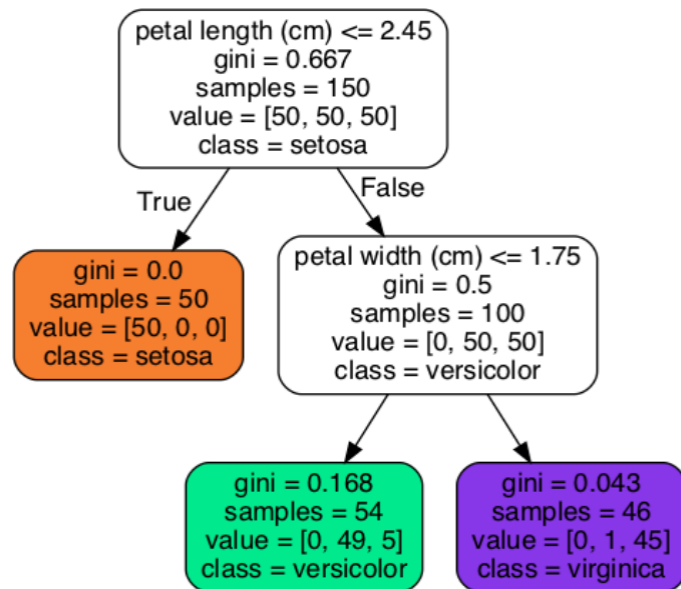 petal length (cm) <= 2.45
gini = 0.667
samples = 150
value = [50, 50, 50]
class = setosa
True
False
gini = 0.0
samples = 50
value = [50, 0, 0]
class = setosa
petal width (cm) <= 1.75
gini = 0.5
samples = 100
value = [0, 50, 50]
class = versicolor
gini = 0.168
samples = 54
value = [0, 49, 5]
class = versicolor
gini = 0.043
samples = 46
value = [0, 1, 45]
class = virginica